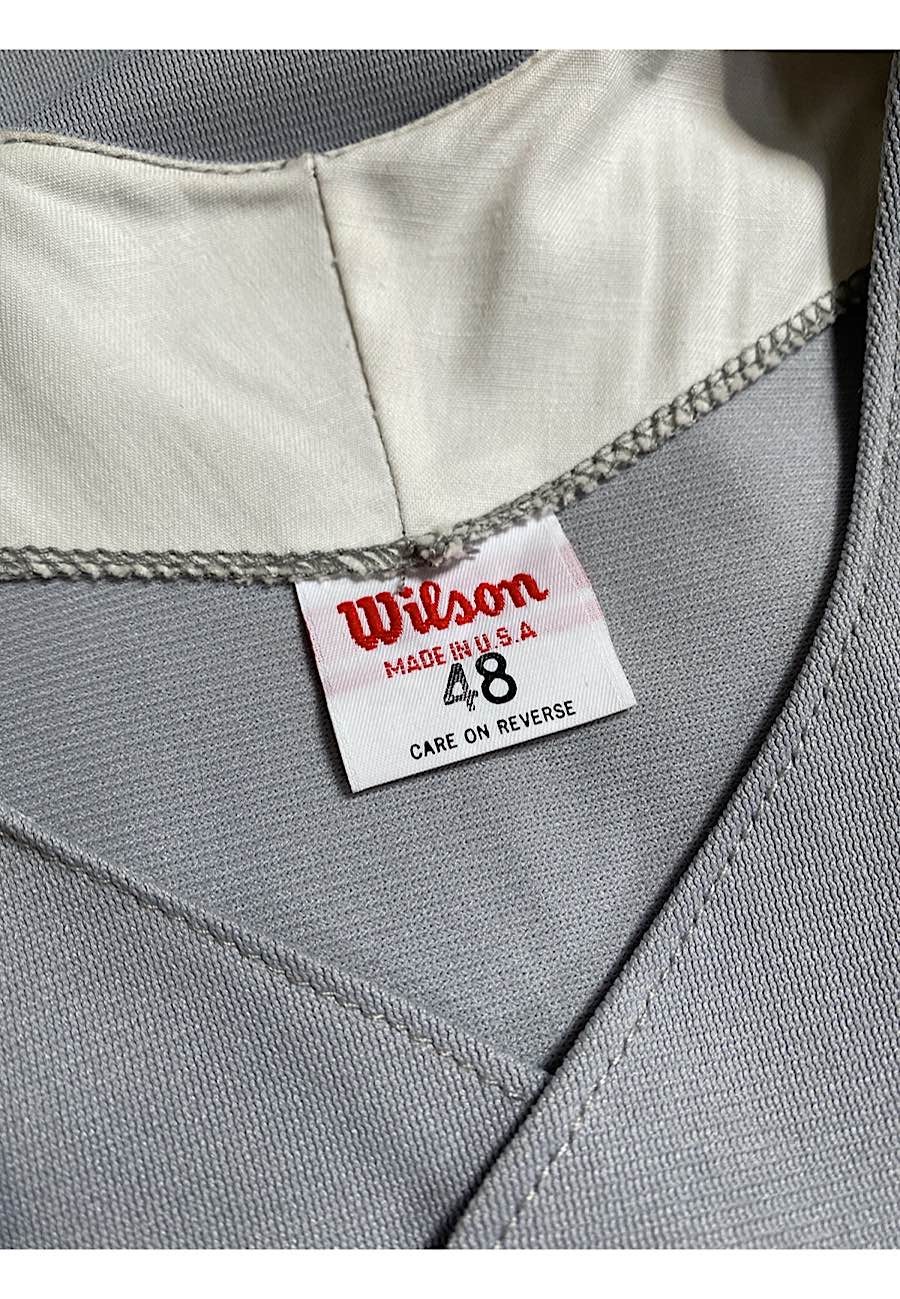 Wilson
MADE IN U.S.A
48
CARE ON REVERSE